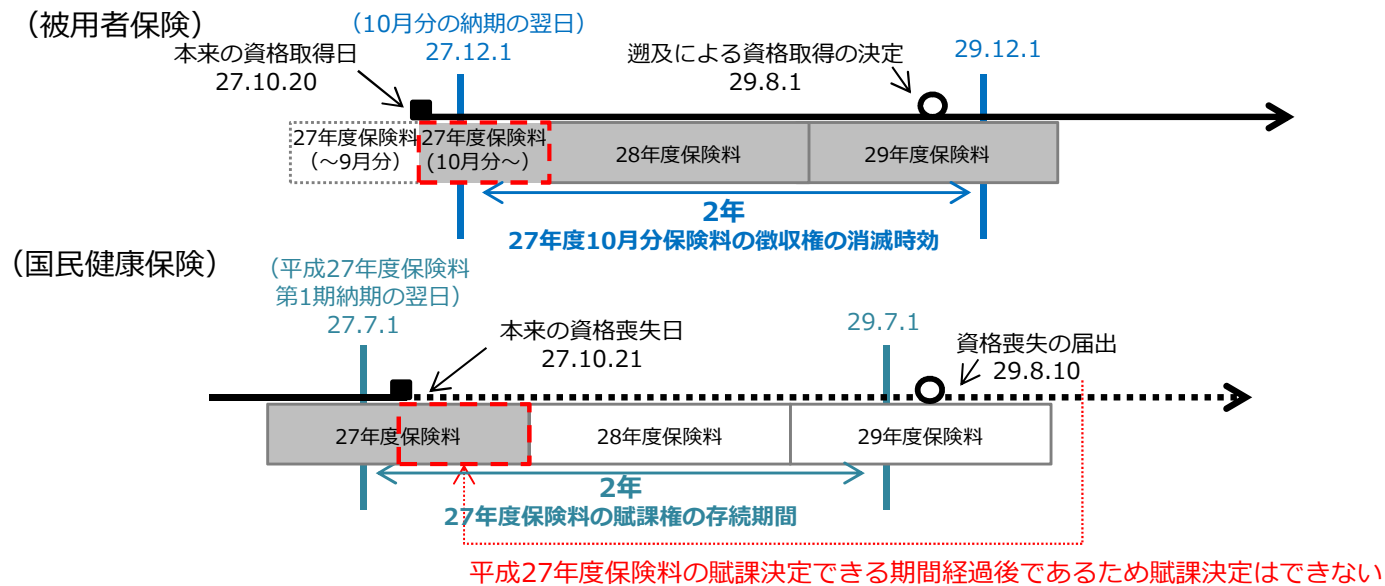 （被用者保険）
（10月分の納期の翌日）
27.12.1
本来の資格取得日
27.10.20
遡及による資格取得の決定
29.8.1
29.12.1
27年度保険料
（～9月分）
27年度保険料
(10月分～)
28年度保険料
29年度保険料
2年
27年度10月分保険料の徴収権の消滅時効
（国民健康保険）
（平成27年度保険料
第1期納期の翌日）
27.7.1
本来の資格喪失日
27.10.21
29.7.1
資格喪失の届出
29.8.10
27年度保険料
28年度保険料
29年度保険料
2年
27年度保険料の賦課権の存続期間
平成27年度保険料の賦課決定できる期間経過後であるため賦課決定はできない